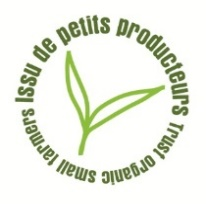 Issu de petits producteurs
Trust organic small farmers